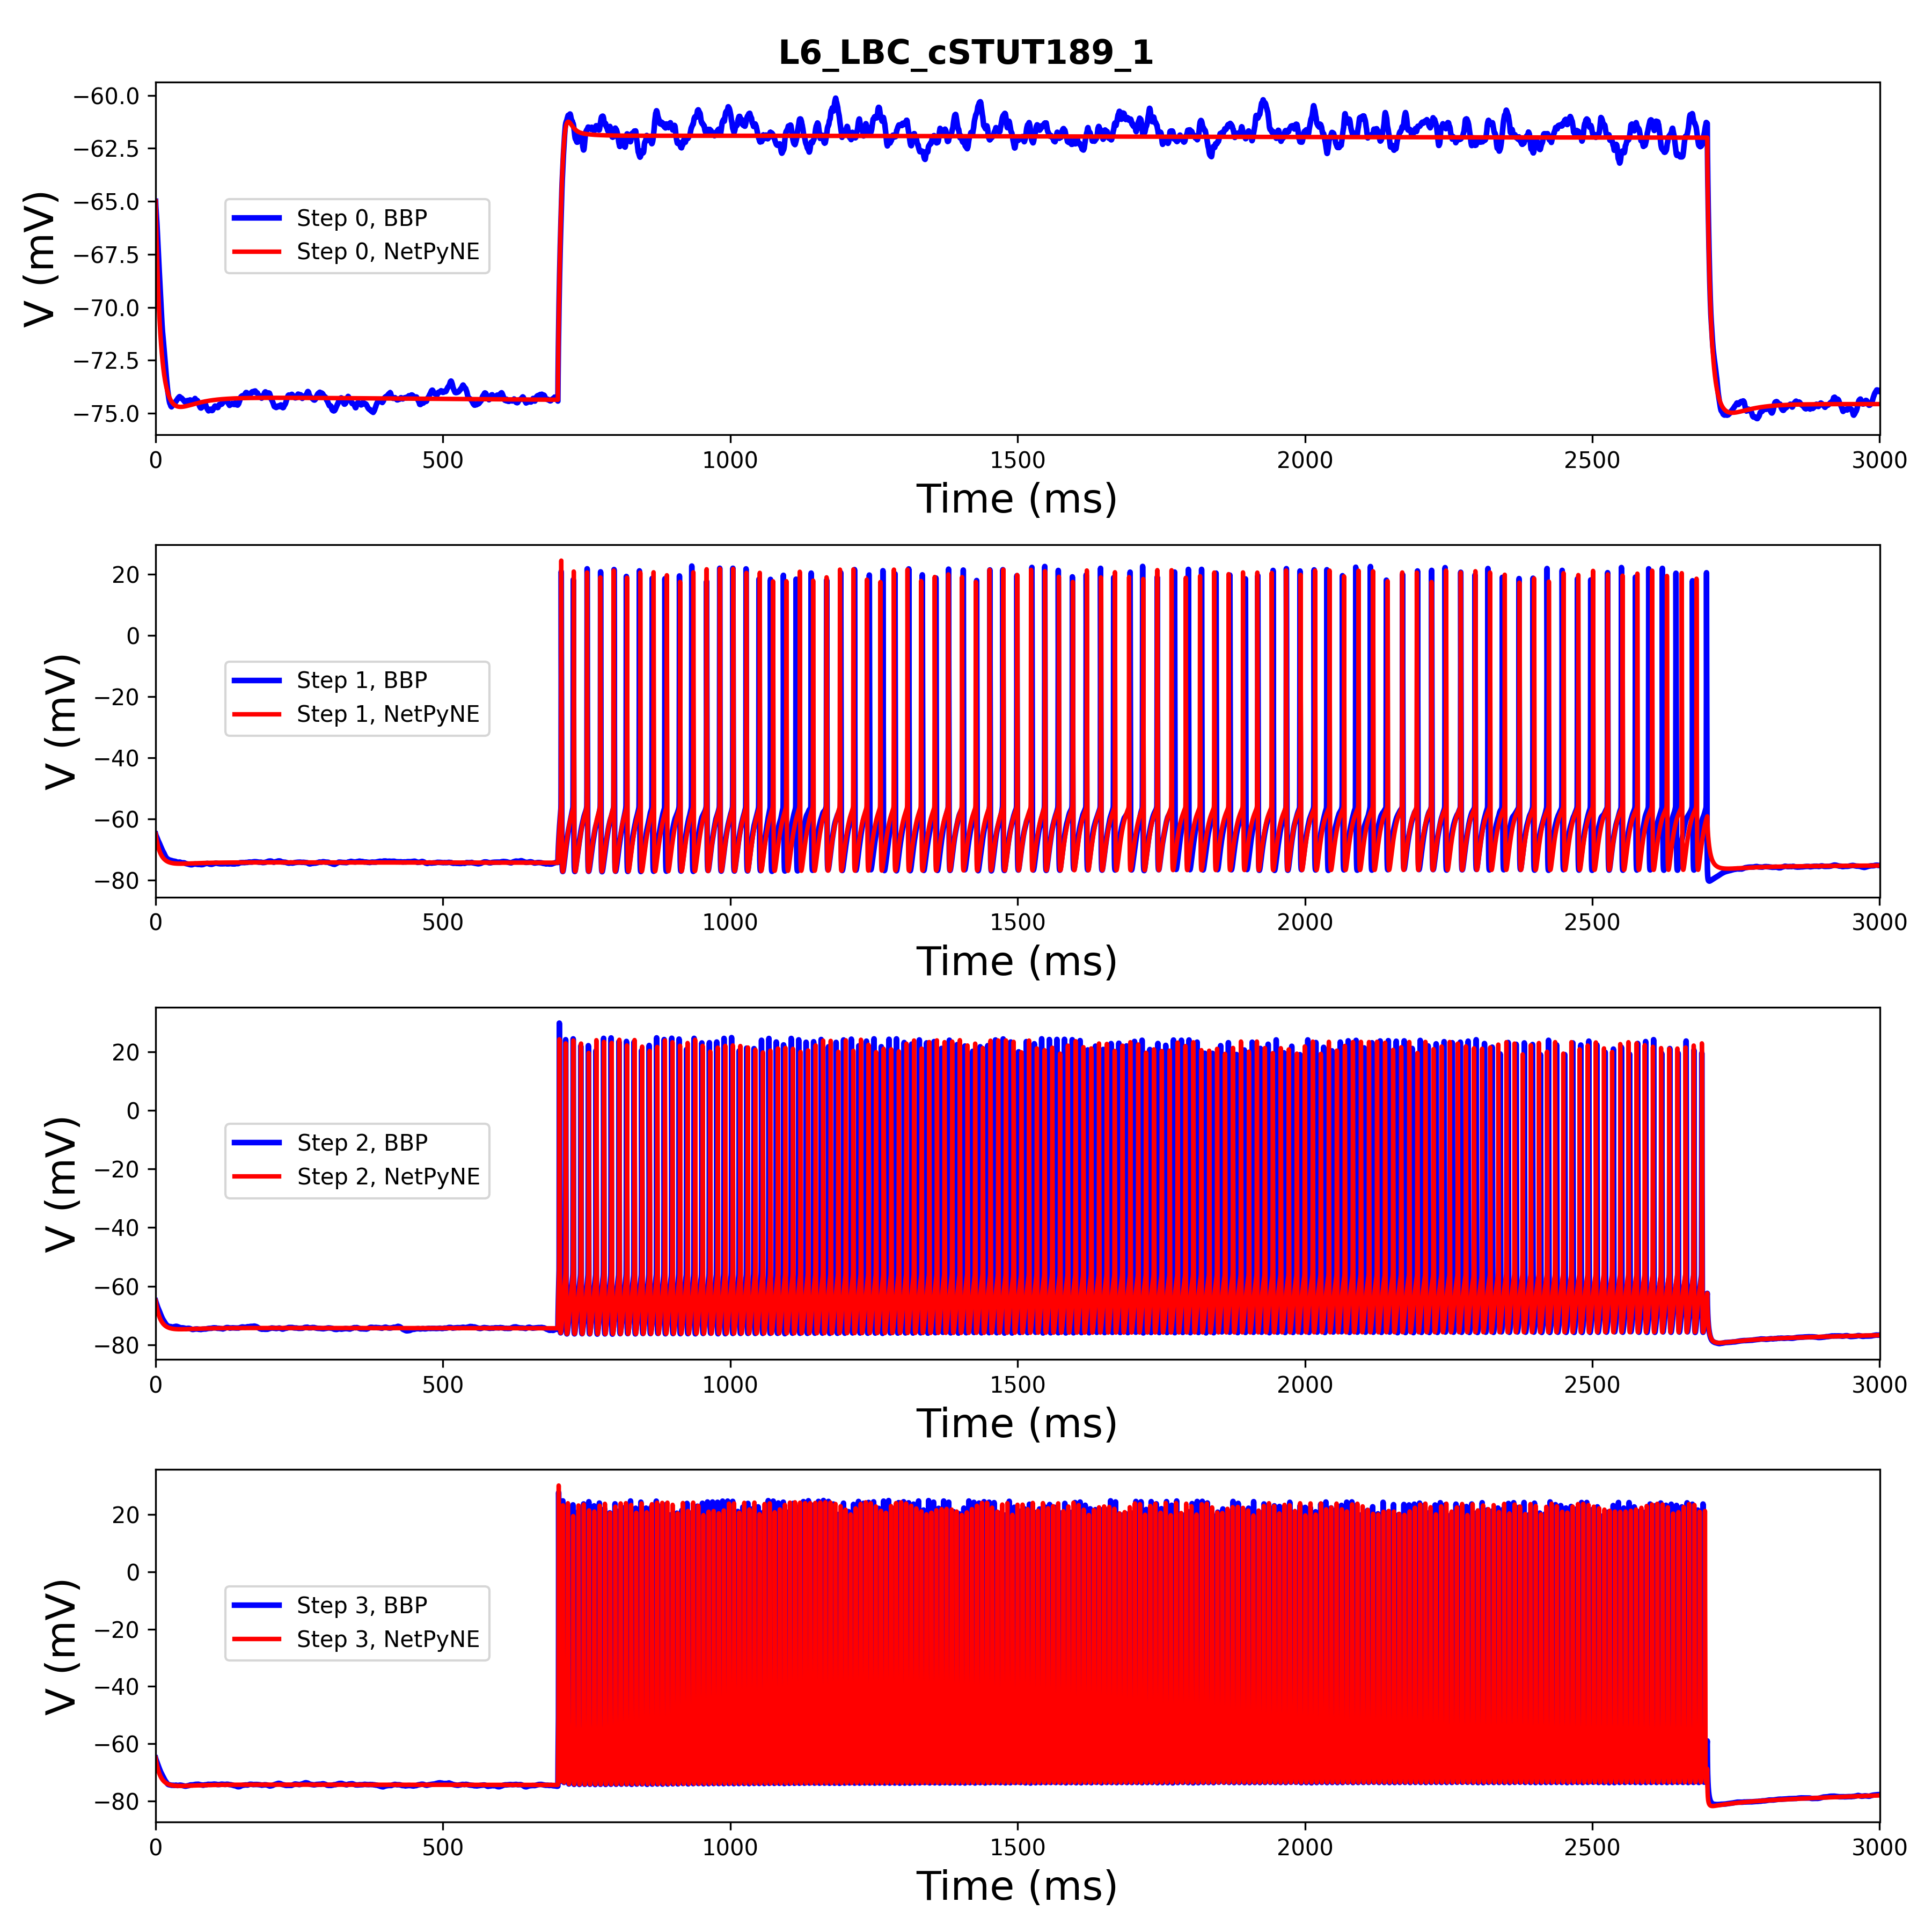 L6_LBC_cSTUT189_1
−60.0
−62.5
−65.0
−67.5
−70.0
−72.5
−75.0
V (mV)
Step 0, BBP
Step 0, NetPyNE
0 500 1000 1500 2000 2500 3000
Time (ms)
20
0
−20
−40
−60
−80
V (mV)
Step 1, BBP
Step 1, NetPyNE
0 500 1000 1500 2000 2500 3000
Time (ms)
20
0
−20
−40
−60
−80
V (mV)
Step 2, BBP
Step 2, NetPyNE
0 500 1000 1500 2000 2500 3000
Time (ms)
20
0
−20
−40
−60
−80
V (mV)
Step 3, BBP
Step 3, NetPyNE
0 500 1000 1500 2000 2500 3000
Time (ms)